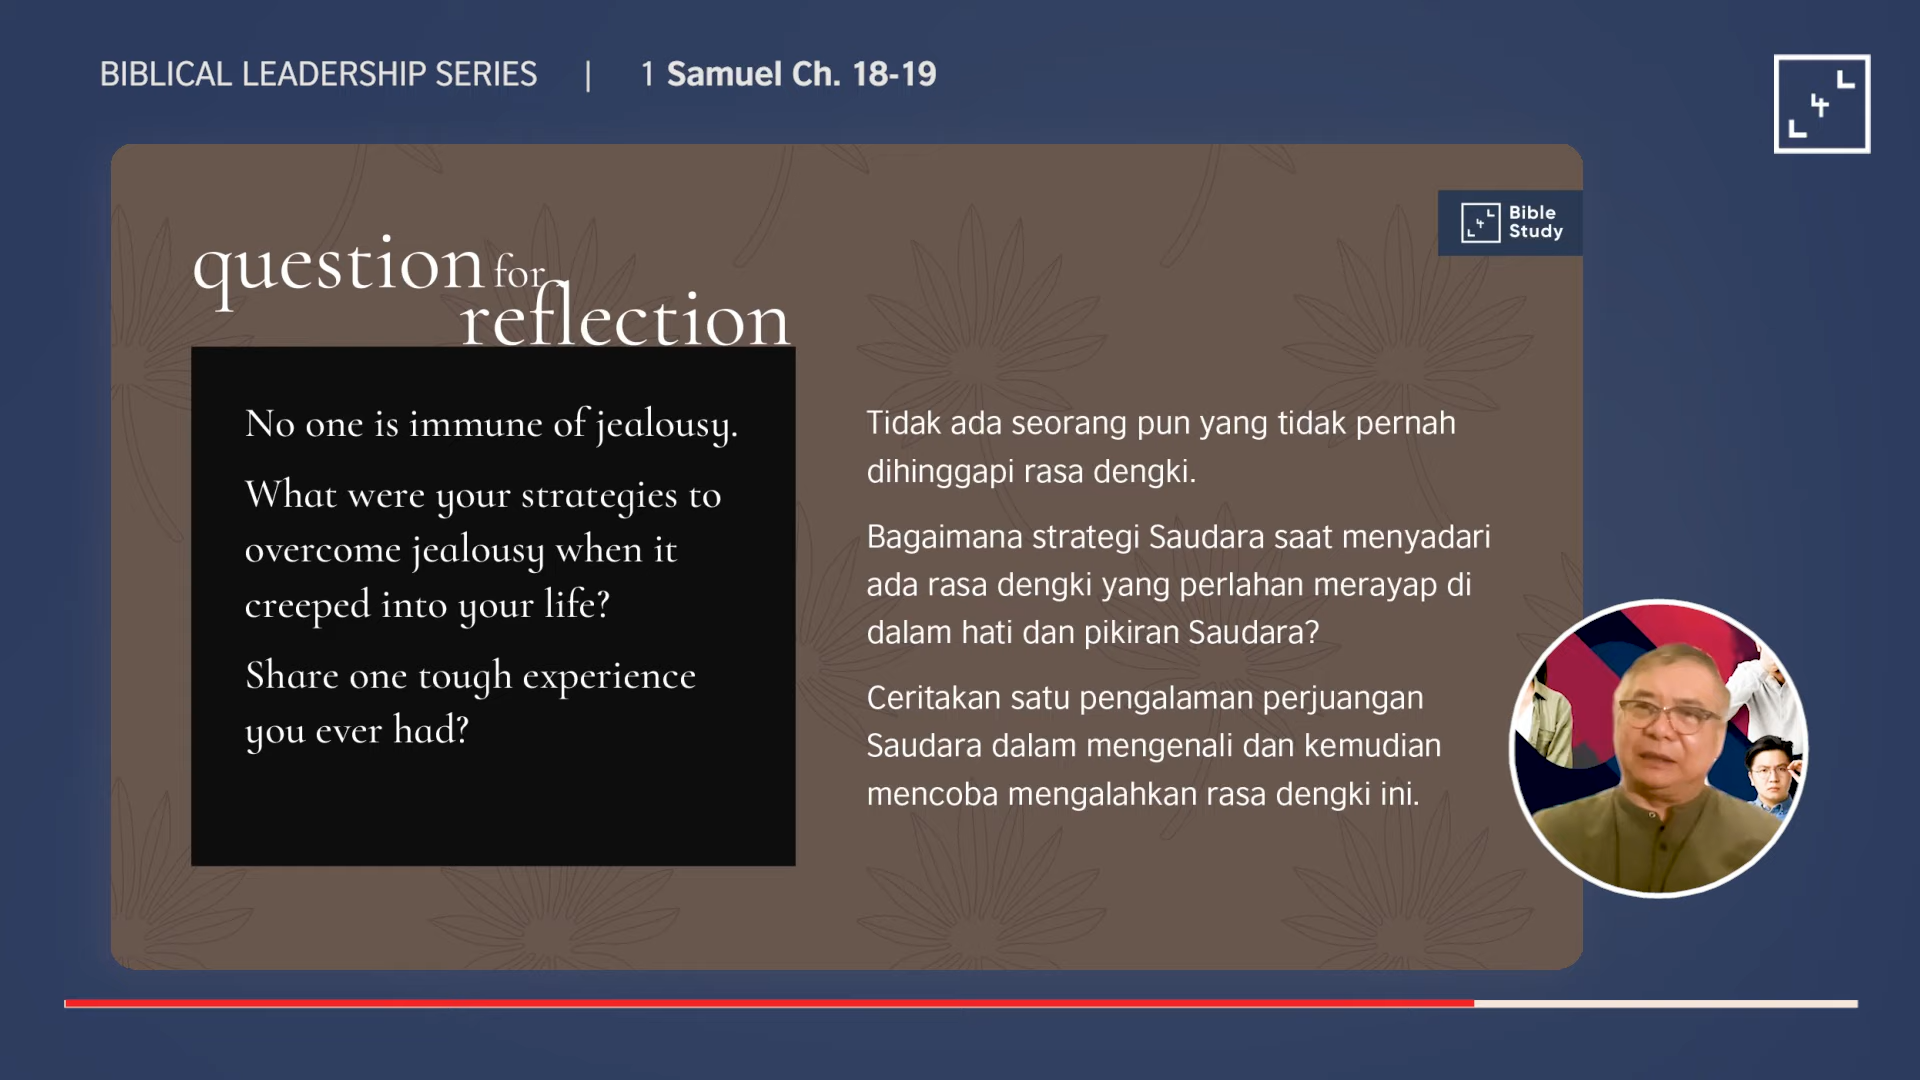 BIBLICAL LEADERSHIP SERIES | 1 Samuel Ch. 18-19
Bible
Study
question for
reflection
No one is immune of jealousy.
What were your strategies to
overcome jealousy when it
creeped into your life?
Share one tough experience
you ever had?
Tidak ada seorang pun yang tidak pernah
dihinggapi rasa dengki.
Bagaimana strategi Saudara saat menyadari
ada rasa dengki yang perlahan merayap di
dalam hati dan pikiran Saudara?
Ceritakan satu pengalaman perjuangan
Saudara dalam mengenali dan kemudian
mencoba mengalahkan rasa dengki ini.